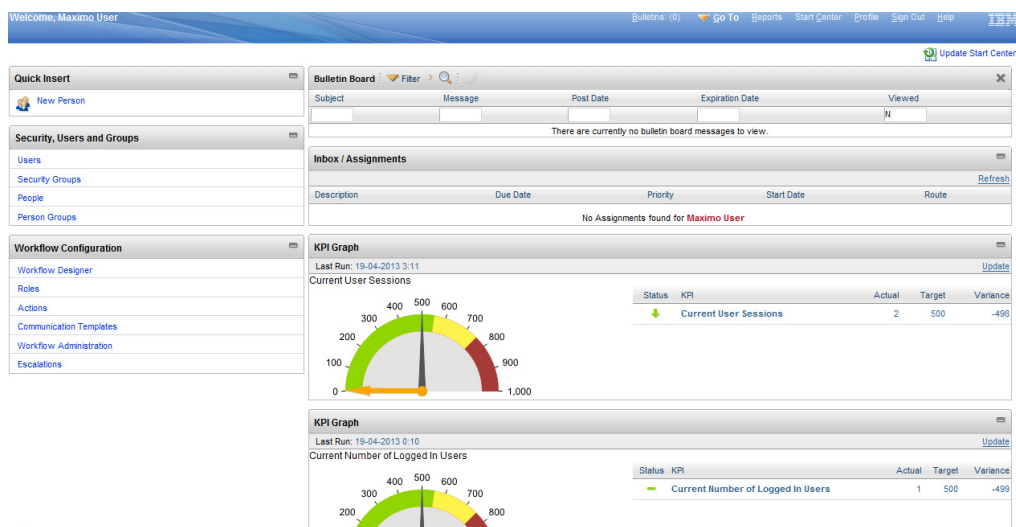 Welcome, Maximo User
Bulletins: (0) Go To Reports Start Center Profile Sign Out Help IBM
Update Start Center
Quick Insert
New Person
Security, Users and Groups
Users
Security Groups
People
Person Groups
Workflow Configuration
Workflow Designer
Roles
Actions
Communication Templates
Workflow Administration
Escalations
Bulletin Board Filter
Subject Message Post Date Expiration Date Viewed
N
There are currently no bulletin board messages to view.
Inbox / Assignments
Refresh
Description Due Date Priority Start Date Route
No Assignments found for Maximo User
KPI Graph
Last Run: 19-04-2013 3:11 Update
Current User Sessions
0 100 200 300 400 500 600 700 800 900 1,000
Status KPI Actual Target Variance
Current User Sessions 2 500 -498
KPI Graph
Last Run: 19-04-2013 0:10 Update
Current Number of Logged In Users
200 300 400 500 600 700 800
Status KPI Actual Target Variance
Current Number of Logged In Users 1 500 -499